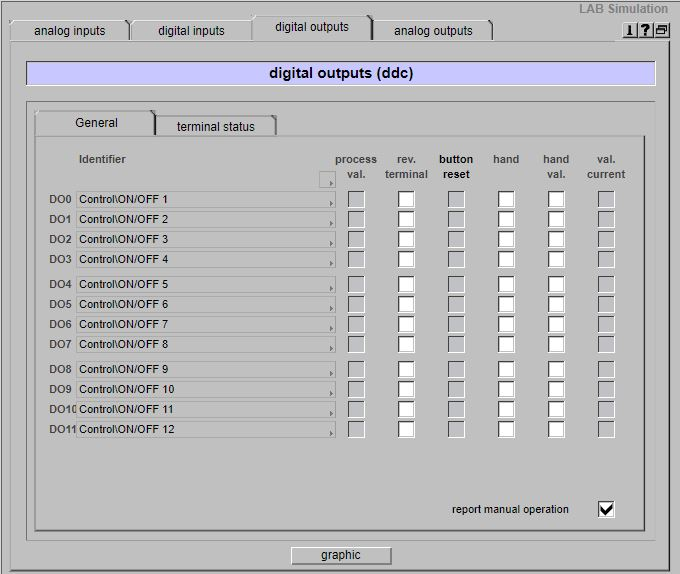 LAB Simulation
analog inputs digital inputs digital outputs analog outputs
digital outputs (ddc)
General terminal status
Identifier process val. rev. terminal button reset hand hand val. val. current
DO0 Control\ON/OFF 1
DO1 Control\ON/OFF 2
DO2 Control\ON/OFF 3
DO3 Control\ON/OFF 4
DO4 Control\ON/OFF 5
DO5 Control\ON/OFF 6
DO6 Control\ON/OFF 7
DO7 Control\ON/OFF 8
DO8 Control\ON/OFF 9
DO9 Control\ON/OFF 10
DO10 Control\ON/OFF 11
DO11 Control\ON/OFF 12
report manual operation
graphic